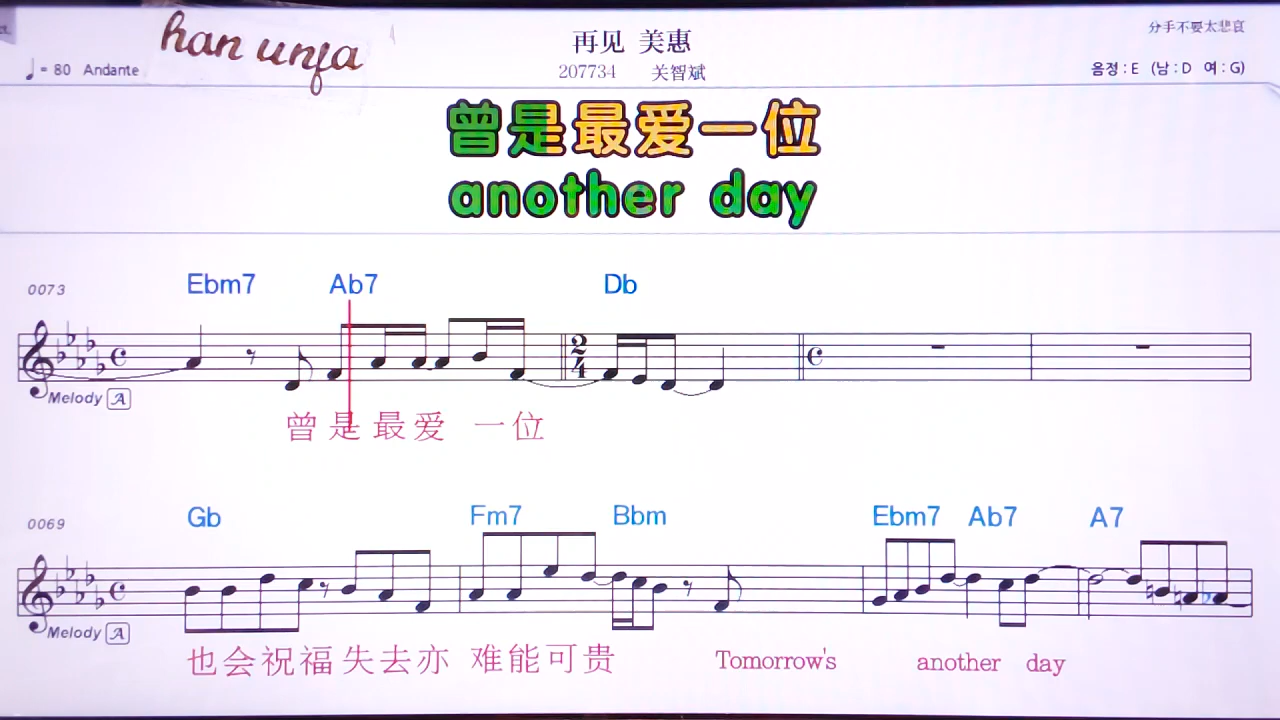 han unja
再见 美惠
分手不要太悲哀
♩= 80 Andante
207734 关智斌
음정 : E (남 : D 여 : G)
曾是最爱一位
another day
0073
Ebm7 Ab7 Db
2
4
Melody A
曾是最爱 一位
0069
Gb Fm7 Bbm Ebm7 Ab7 A7
Melody A
也会祝福失去亦 难能可贵 Tomorrow's another day